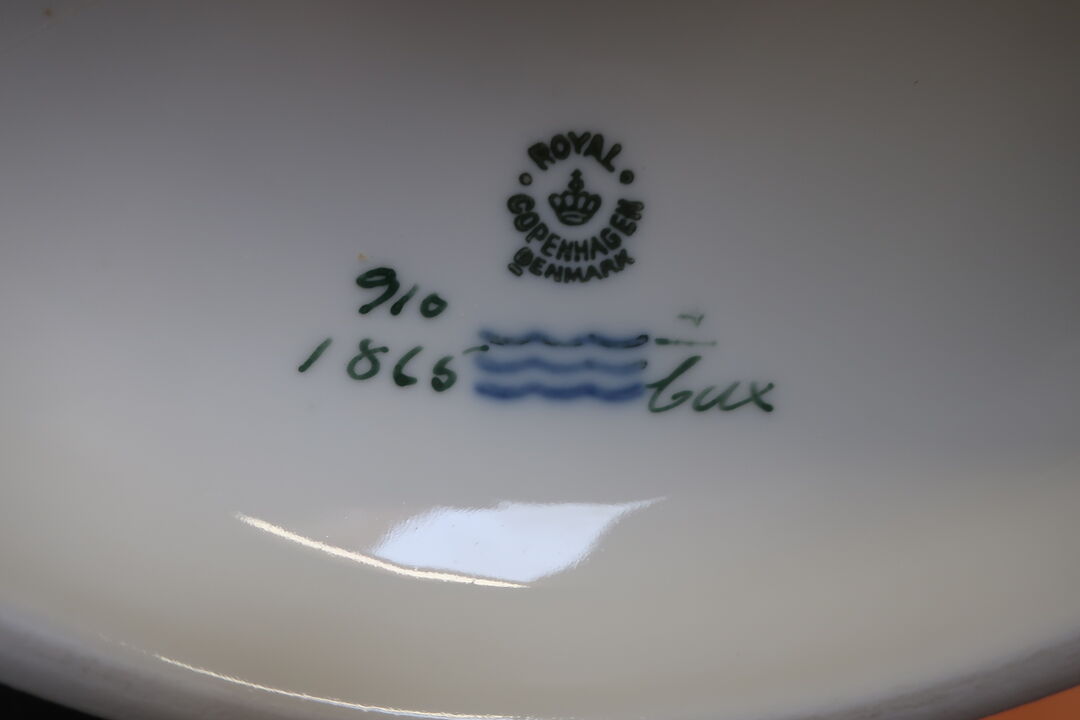 ROYAL
COPENHAGEN
DENMARK
910
1865